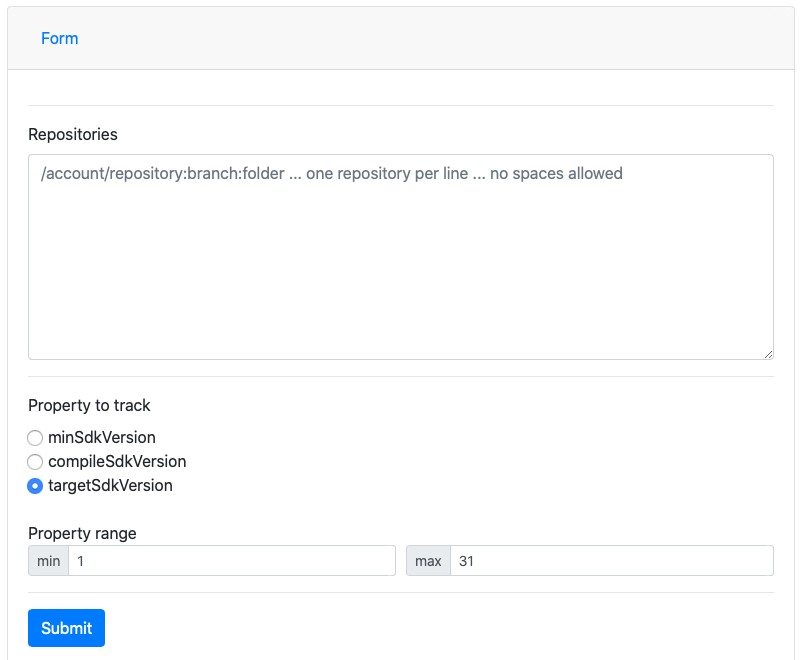 Form
Repositories
/account/repository:branch:folder ... one repository per line ... no spaces allowed
Property to track
minSdkVersion
compileSdkVersion
targetSdkVersion
Property range
min 1 max 31
Submit